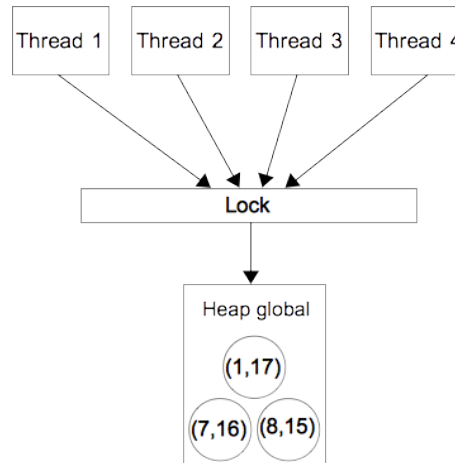 Thread 1 Thread 2 Thread 3 Thread 4
Lock
Heap global
(1,17)
(7,16) (8,15)